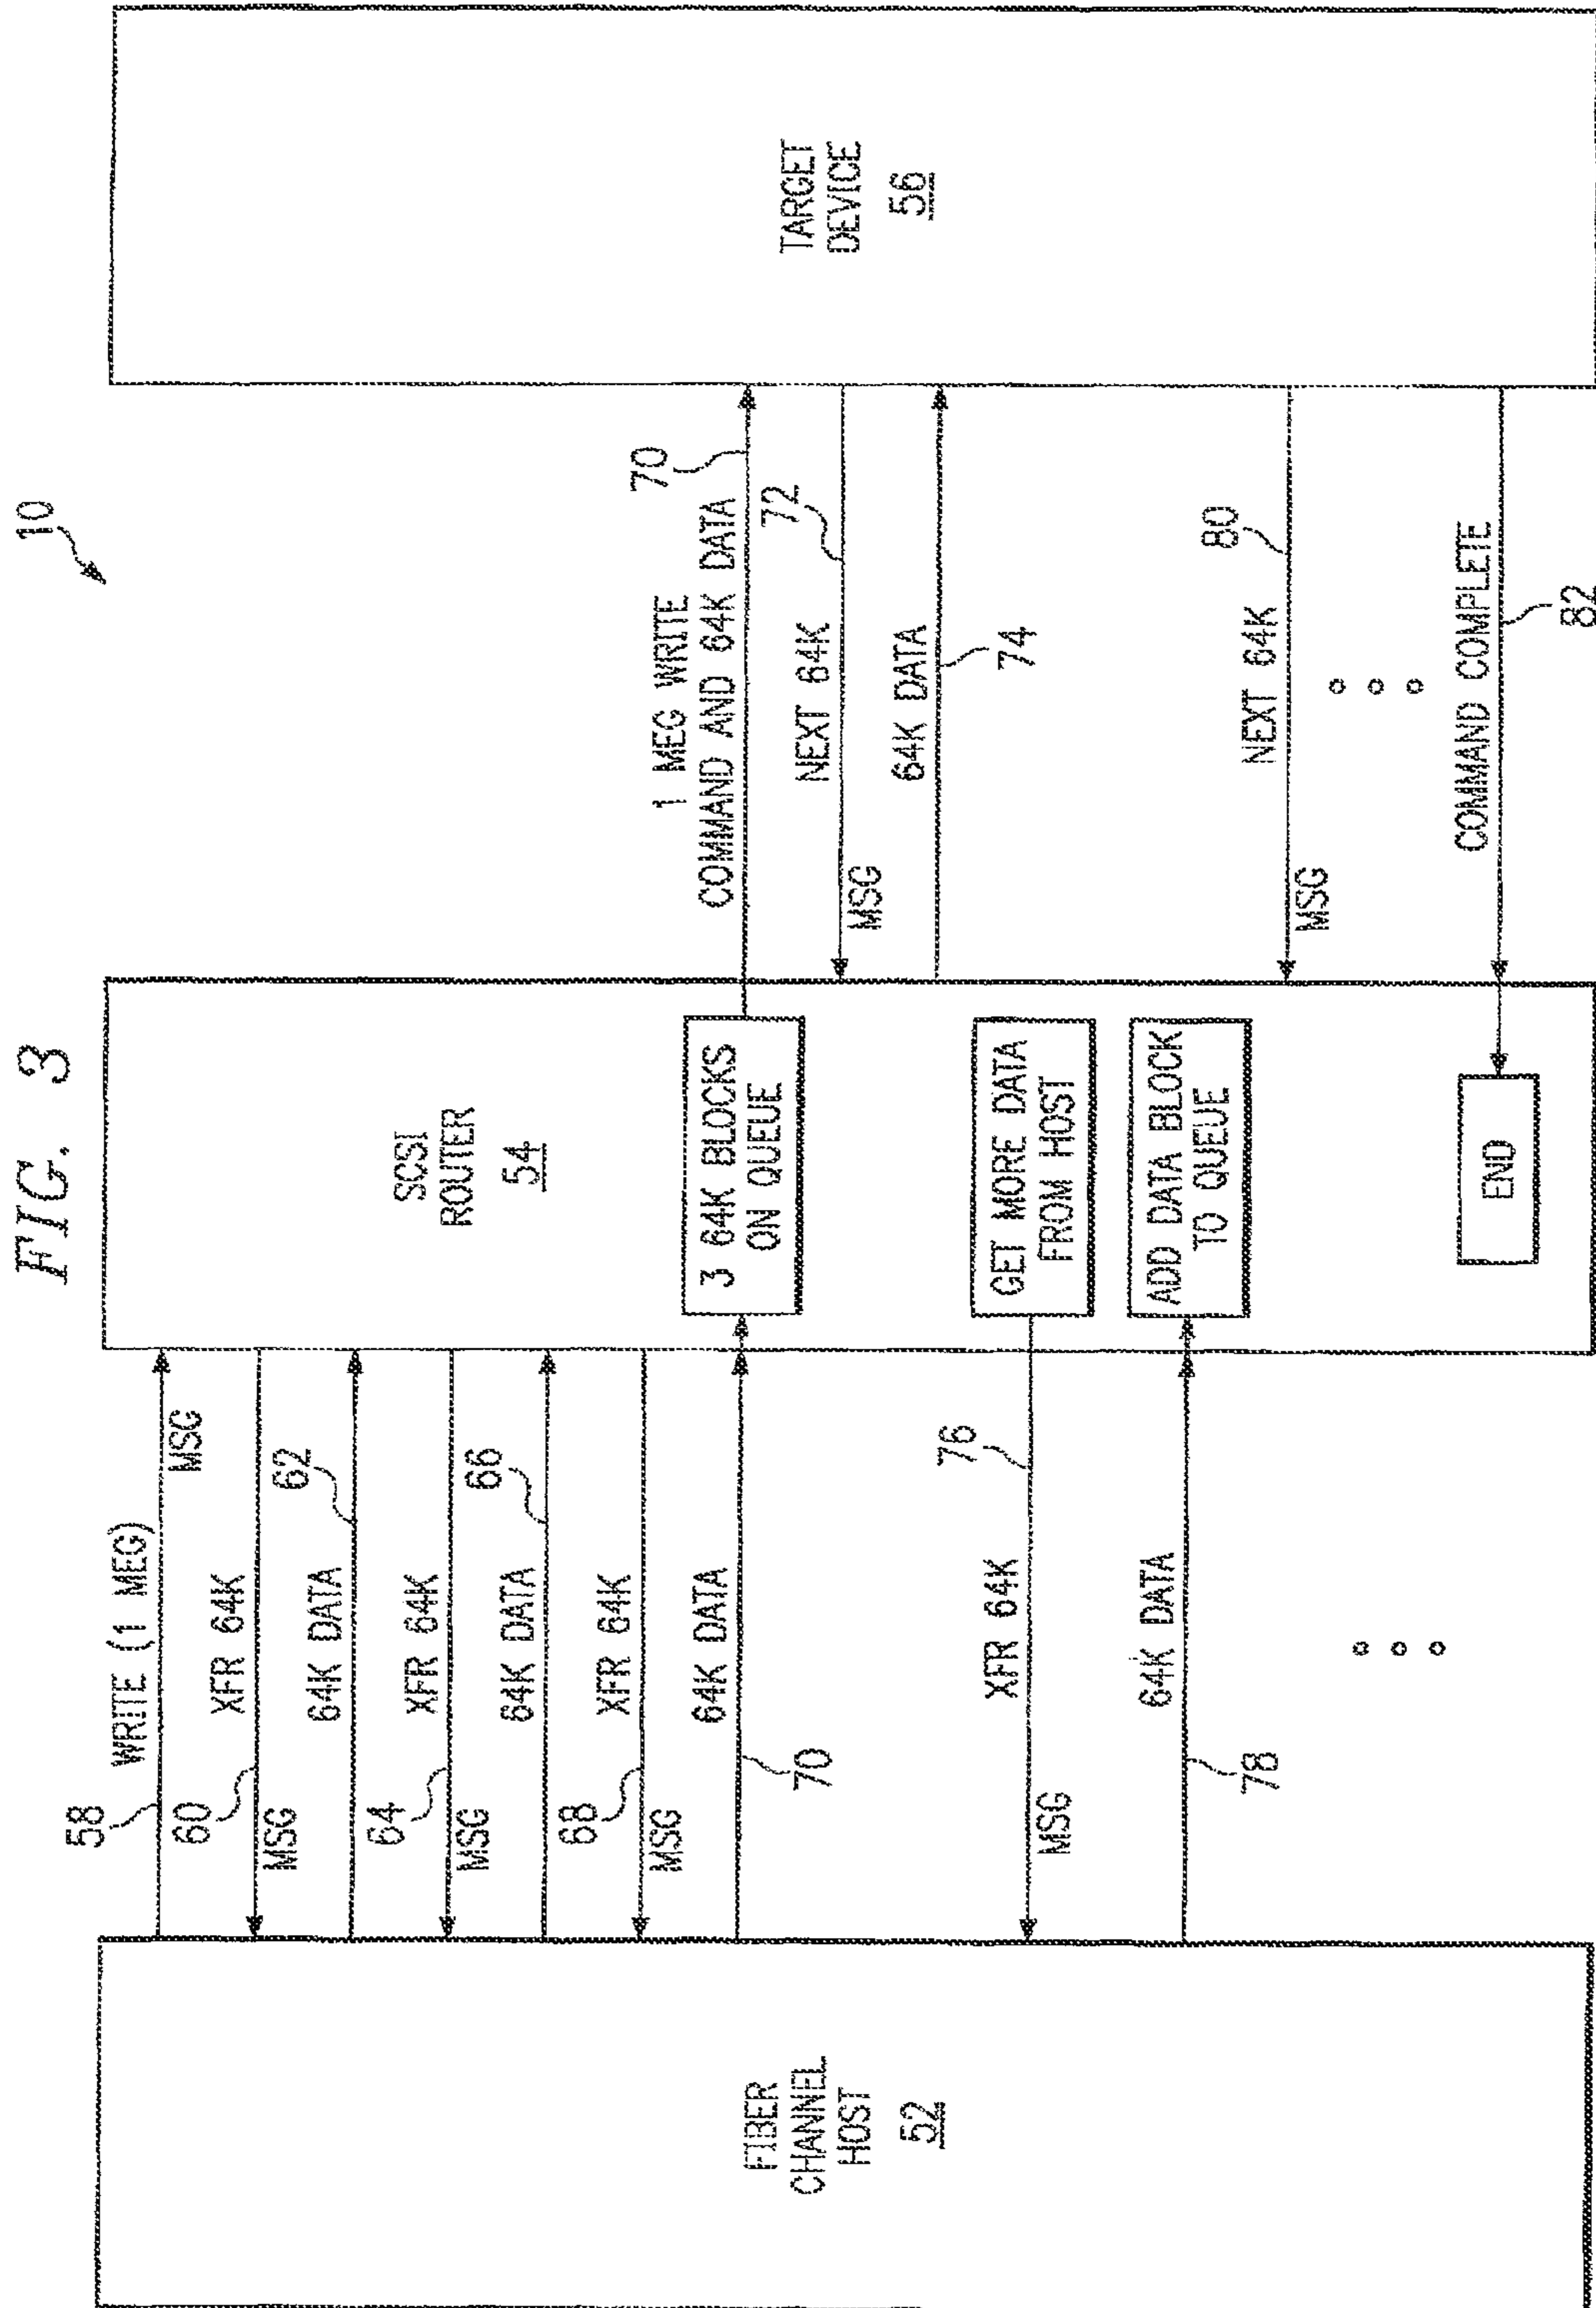 FIG. 3
10
FIBER
CHANNEL
HOST
52
SCSI
ROUTER
54
TARGET
DEVICE
56
58
WRITE (1 MEG)
MSG
60
XFR 64K
MSG
62
64K DATA
64
XFR 64K
MSG
66
64K DATA
68
XFR 64K
MSG
64K DATA
70
3 64K BLOCKS
ON QUEUE
1 MEG WRITE
COMMAND AND 64K DATA
70
NEXT 64K
72
MSG
64K DATA
74
GET MORE DATA
FROM HOST
XFR 64K
76
MSG
ADD DATA BLOCK
TO QUEUE
64K DATA
78
NEXT 64K
80
MSG
COMMAND COMPLETE
82
END